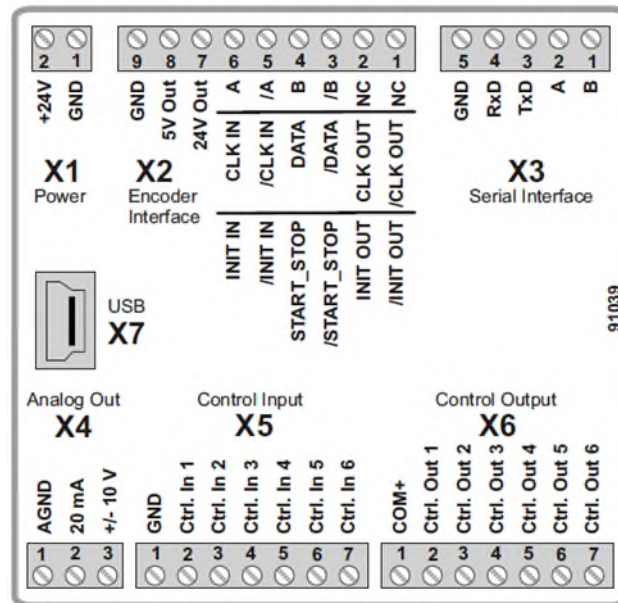 2 1
+24V GND
X1
Power
9 8 7 6 5 4 3 2 1
GND 5V Out 24V Out A /A B /B NC NC
CLK IN /CLK IN DATA /DATA CLK OUT /CLK OUT
INIT IN /INIT IN START_STOP /START_STOP INIT OUT /INIT OUT
X2
Encoder
Interface
5 4 3 2 1
GND RxD TxD A B
X3
Serial Interface
USB
X7
91039
Analog Out
X4
AGND 20 mA +/- 10 V
1 2 3
Control Input
X5
GND Ctrl. In 1 Ctrl. In 2 Ctrl. In 3 Ctrl. In 4 Ctrl. In 5 Ctrl. In 6
1 2 3 4 5 6 7
Control Output
X6
COM+ Ctrl. Out 1 Ctrl. Out 2 Ctrl. Out 3 Ctrl. Out 4 Ctrl. Out 5 Ctrl. Out 6
1 2 3 4 5 6 7